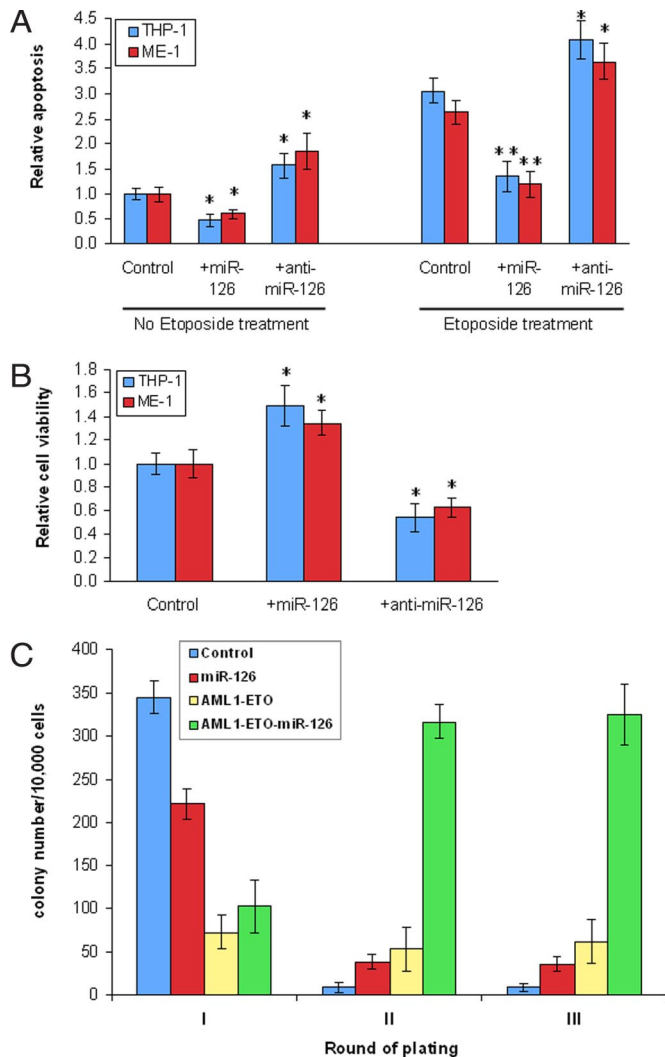 A
Relative apoptosis
4.5
4.0
3.5
3.0
2.5
2.0
1.5
1.0
0.5
0.0
THP-1
ME-1
* * * *
** **
* *
Control +miR-126 +anti-miR-126 Control +miR-126 +anti-miR-126
No Etoposide treatment Etoposide treatment
B
Relative cell viability
1.8
1.6
1.4
1.2
1.0
0.8
0.6
0.4
0.2
0.0
THP-1
ME-1
* *
* *
Control +miR-126 +anti-miR-126
C
colony number/10,000 cells
400
350
300
250
200
150
100
50
0
Control
miR-126
AML1-ETO
AML1-ETO-miR-126
I II III
Round of plating